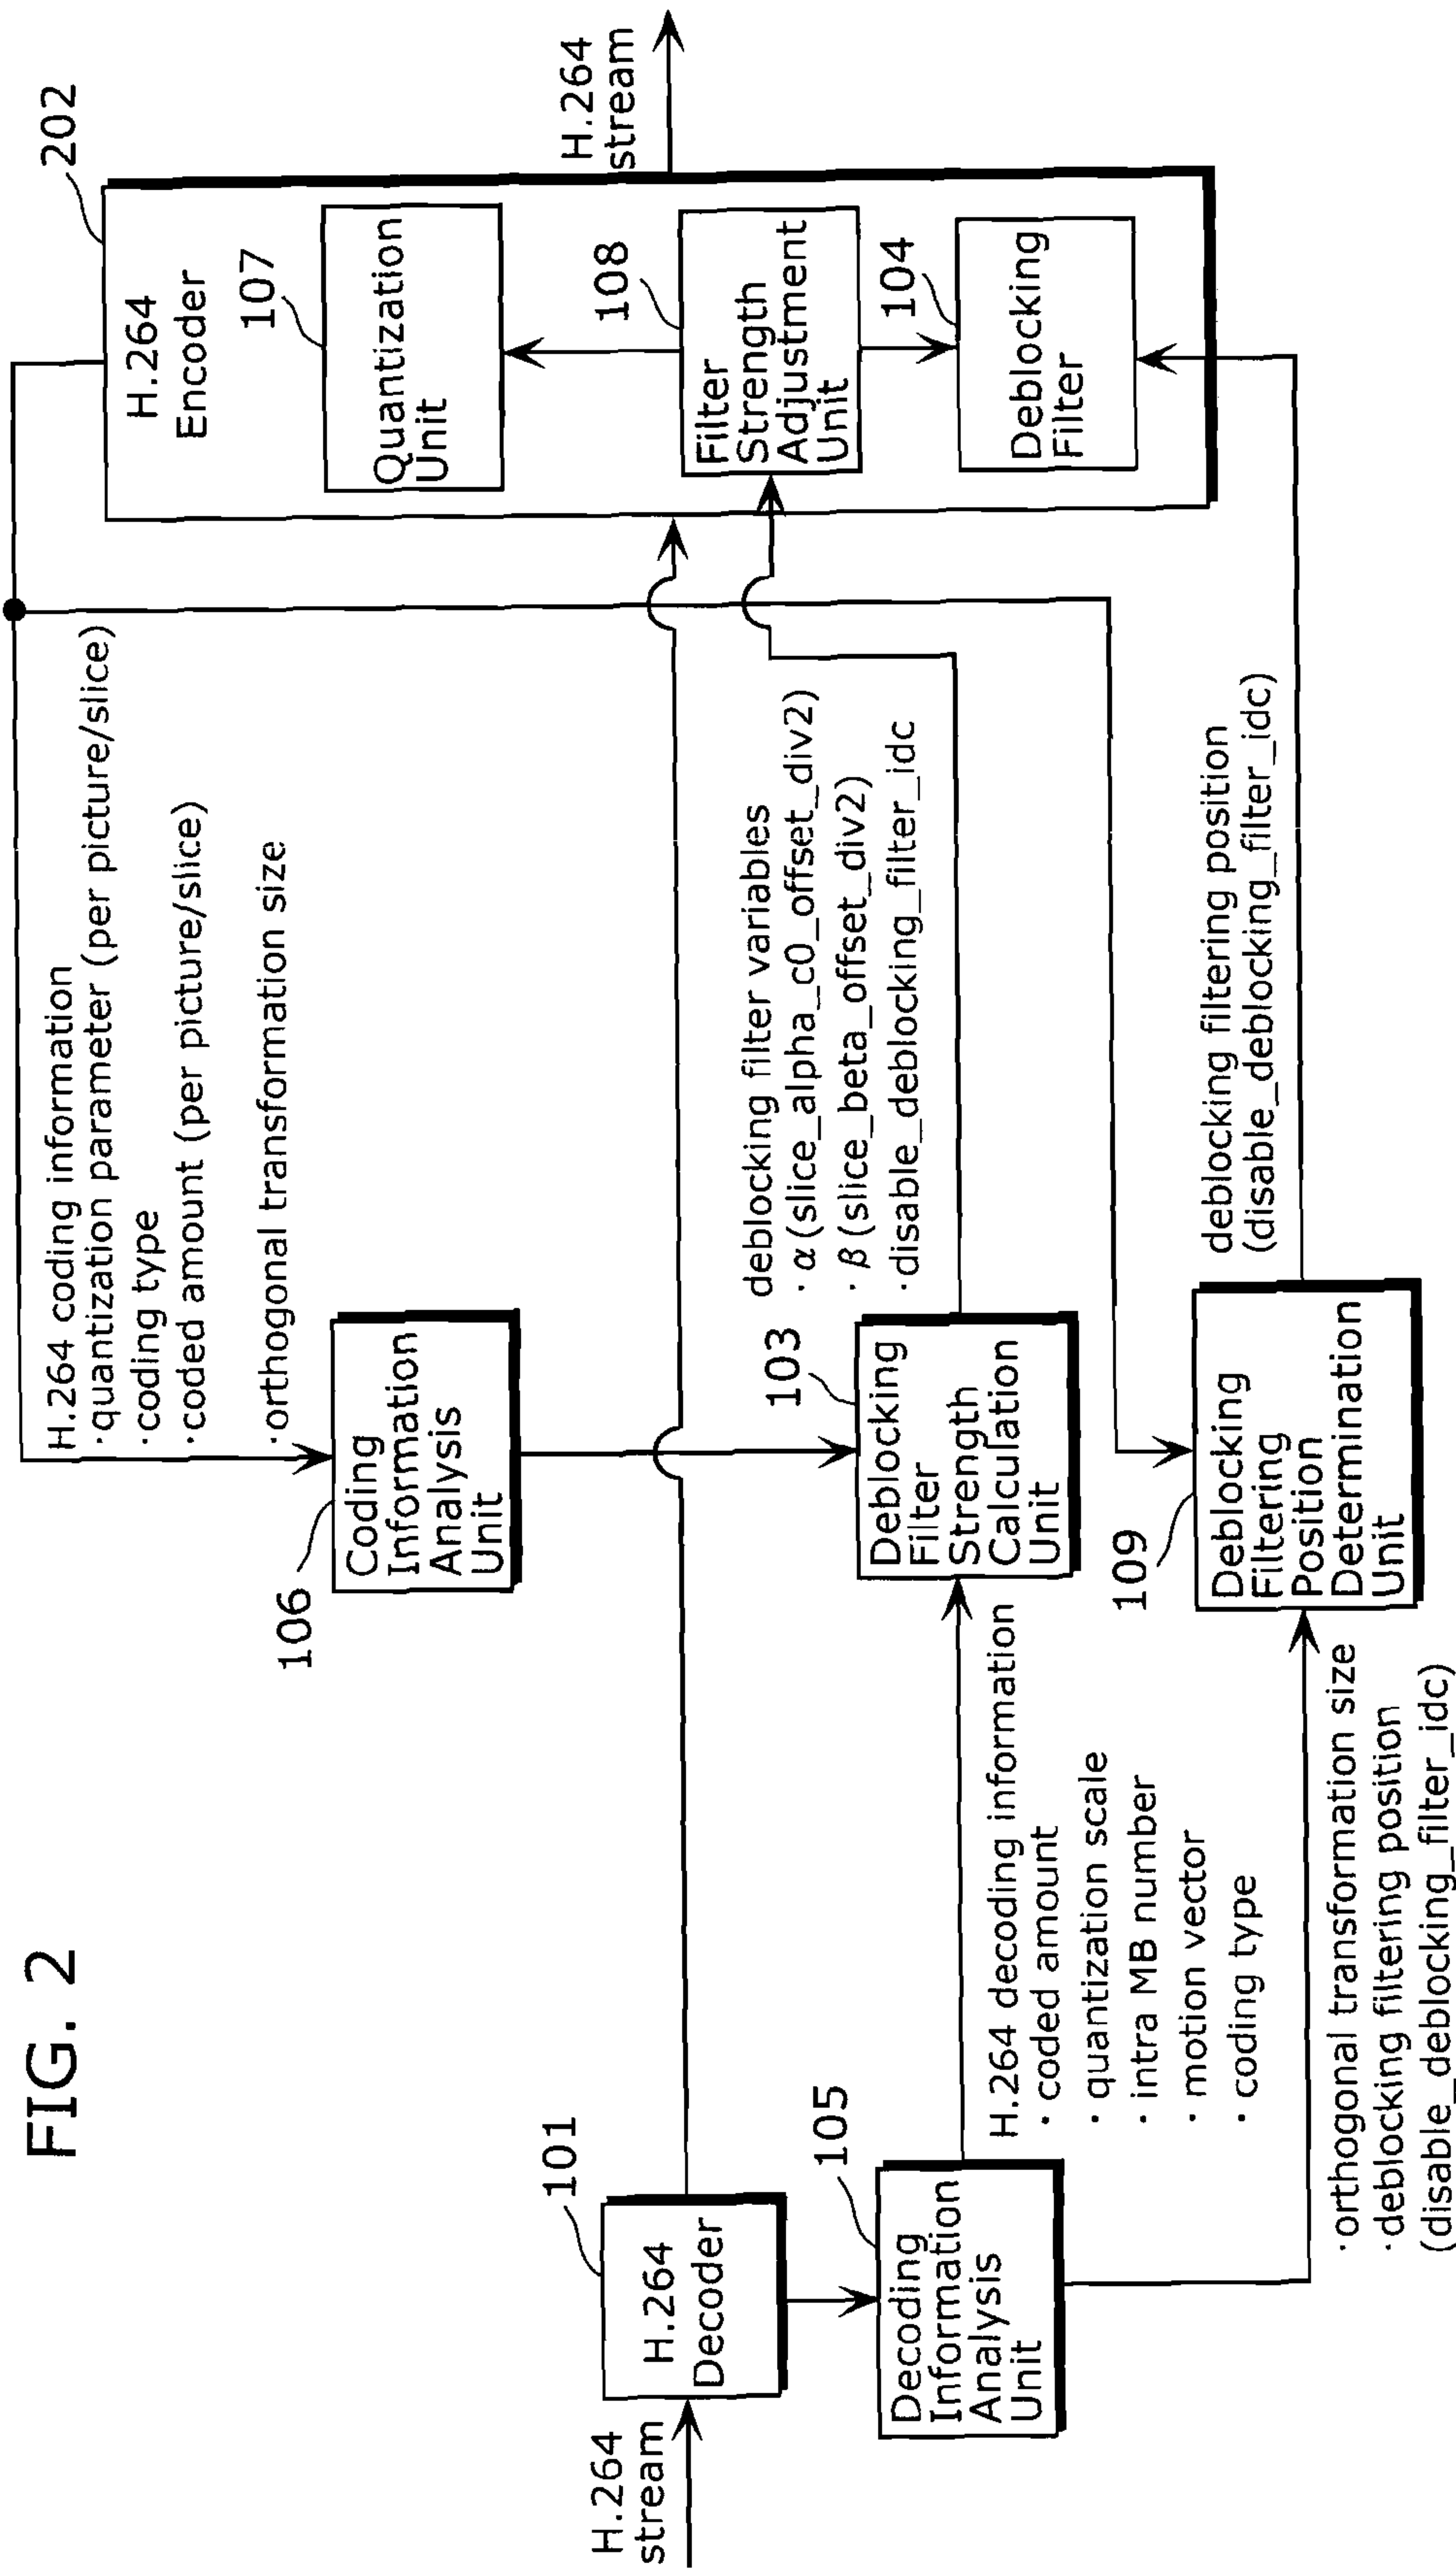 FIG. 2
H.264 coding information
·quantization parameter (per picture/slice)
·coding type
·coded amount (per picture/slice)
·orthogonal transformation size
202
H.264
Encoder
107
Quantization
Unit
106
Coding
Information
Analysis
Unit
H.264
stream
101
H.264
Decoder
H.264
stream
108
Filter
Strength
Adjustment
Unit
deblocking filter variables
·α(slice_alpha_c0_offset_div2)
·β(slice_beta_offset_div2)
·disable_deblocking_filter_idc
103
Deblocking
Filter
Strength
Calculation
Unit
105
Decoding
Information
Analysis
Unit
104
Deblocking
Filter
H.264 decoding information
·coded amount
·quantization scale
·intra MB number
·motion vector
·coding type
109
Deblocking
Filtering
Position
Determination
Unit
deblocking filtering position
(disable_deblocking_filter_idc)
·orthogonal transformation size
·deblocking filtering position
(disable_deblocking_filter_idc)